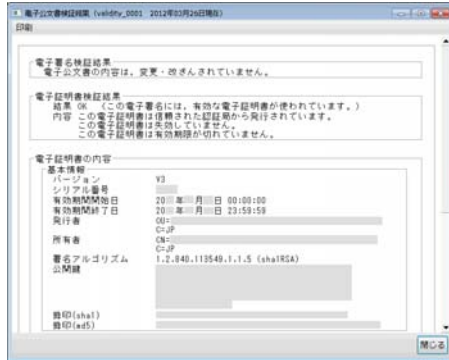 電子公文書検証結果 (validity_0001 2012年03月26日現在)
印刷
電子署名検証結果
電子公文書の内容は、変更・改ざんされていません。
電子証明書検証結果
結果 OK (この電子署名には、有効な電子証明書が使われています。)
内容 この電子証明書は信頼された認証局から発行されています。
この電子証明書は失効していません。
この電子証明書は有効期限が切れていません。
電子証明書の内容
基本情報
バージョン V3
シリアル番号
有効期間開始日 20 年 月 日 00:00:00
有効期間終了日 20 年 月 日 23:59:59
発行者 OU=
C=JP
所有者 CN=
C=JP
署名アルゴリズム 1.2.840.113549.1.1.5 (sha1RSA)
公開鍵
拇印(sha1)
拇印(md5)
閉じる